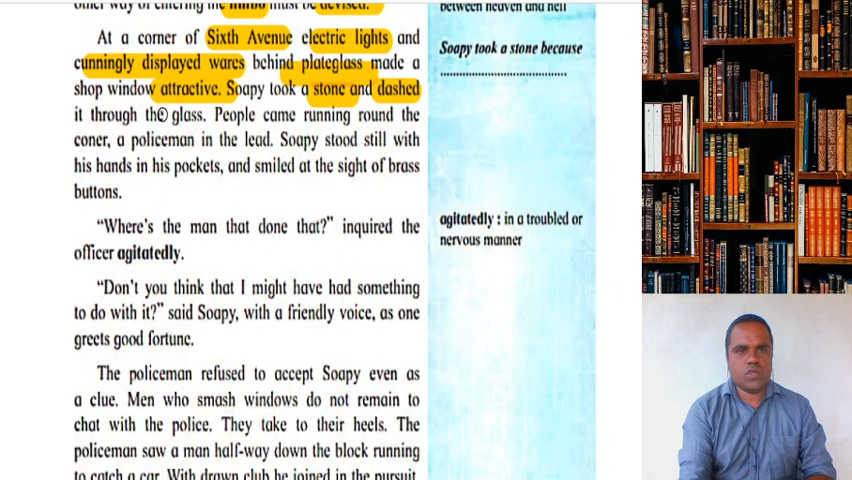 other way of entering the limbo must be devised.
At a corner of Sixth Avenue electric lights and
cunningly displayed wares behind plateglass made a
shop window attractive. Soapy took a stone and dashed
it through the glass. People came running round the
coner, a policeman in the lead. Soapy stood still with
his hands in his pockets, and smiled at the sight of brass
buttons.
"Where's the man that done that?" inquired the
officer agitatedly.
"Don't you think that I might have had something
to do with it?" said Soapy, with a friendly voice, as one
greets good fortune.
The policeman refused to accept Soapy even as
a clue. Men who smash windows do not remain to
chat with the police. They take to their heels. The
policeman saw a man half-way down the block running
to catch a car. With drawn club he joined in the pursuit.
between heaven and hell
Soapy took a stone because
.......................................
agitatedly : in a troubled or
nervous manner